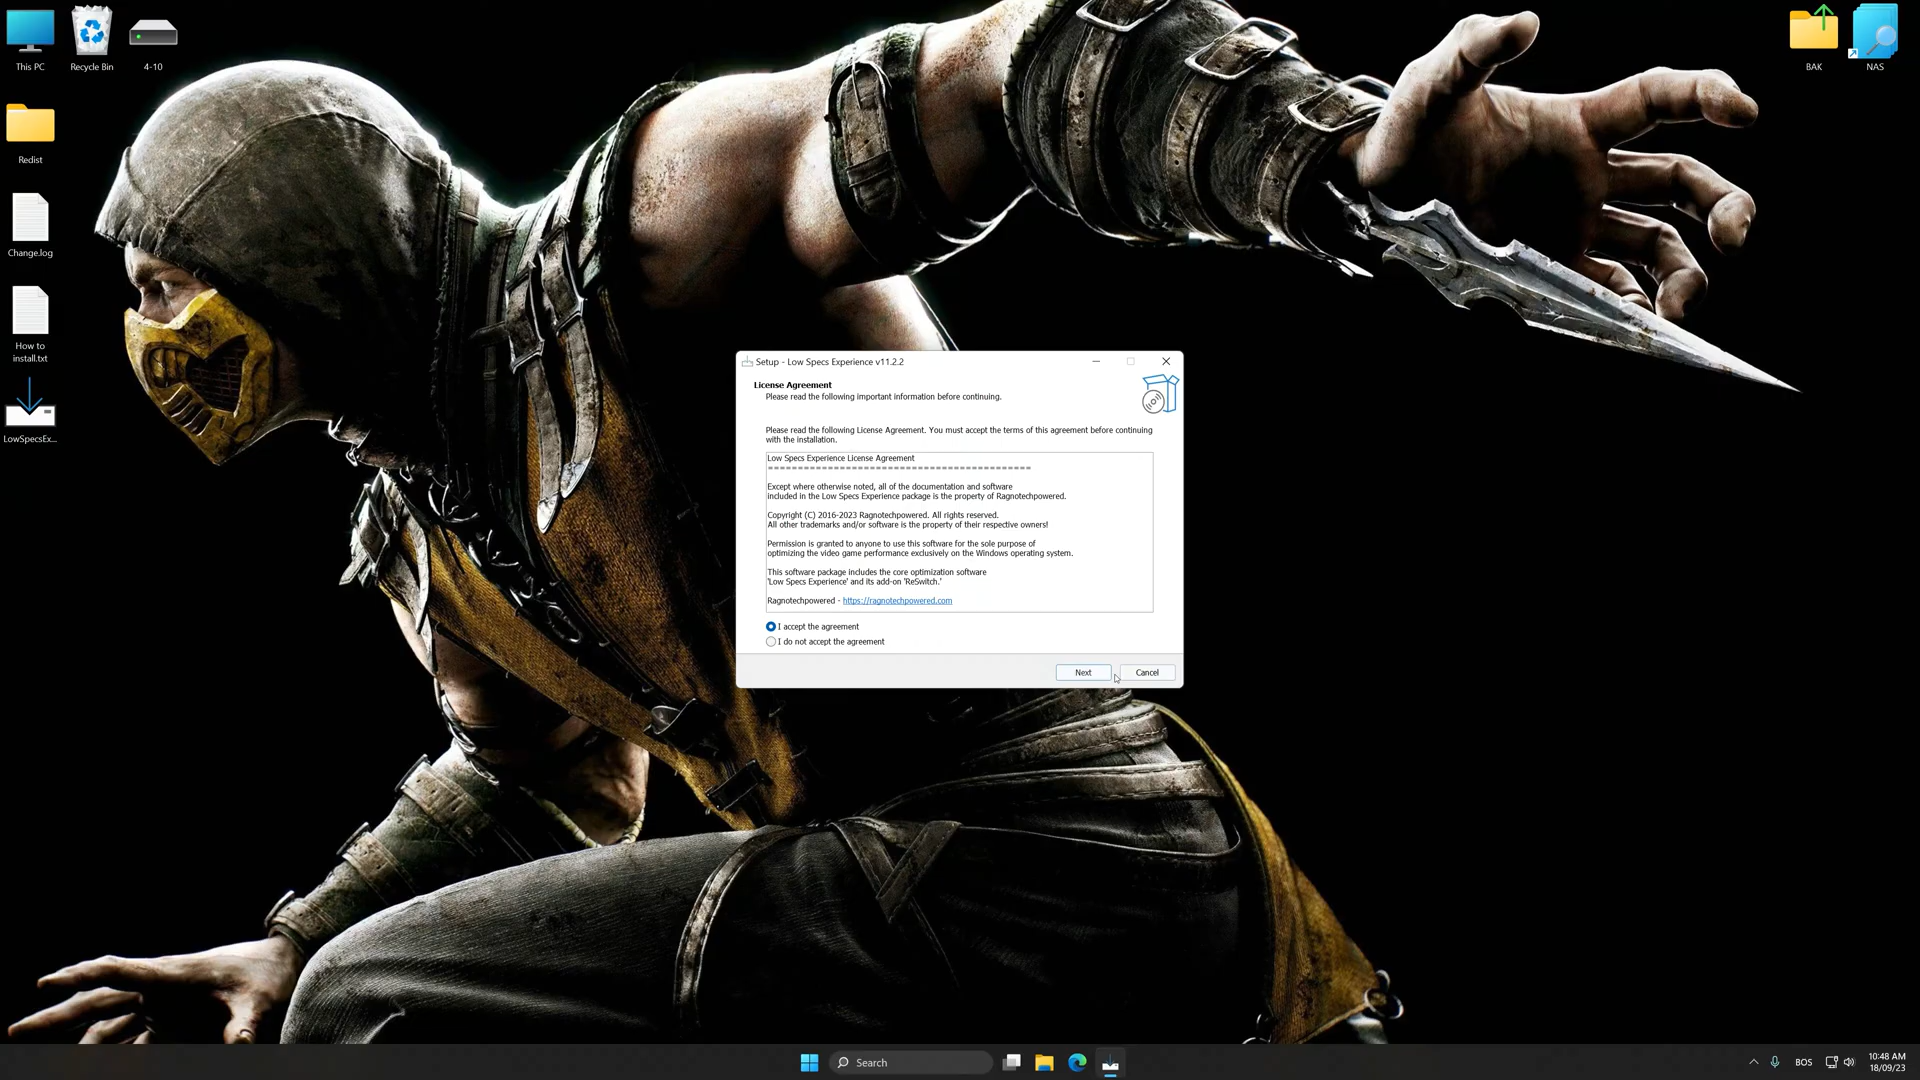 This PC
Recycle Bin
4-10
BAK
NAS
Redist
Change.log
How to
install.txt
LowSpecsEx...
Setup - Low Specs Experience v11.2.2
License Agreement
Please read the following important information before continuing.
Please read the following License Agreement. You must accept the terms of this agreement before continuing
with the installation.
Low Specs Experience License Agreement
============================================
Except where otherwise noted, all of the documentation and software
included in the Low Specs Experience package is the property of Ragnotechpowered.
Copyright (C) 2016-2023 Ragnotechpowered. All rights reserved.
All other trademarks and/or software is the property of their respective owners!
Permission is granted to anyone to use this software for the sole purpose of
optimizing the video game performance exclusively on the Windows operating system.
This software package includes the core optimization software
'Low Specs Experience' and its add-on 'ReSwitch.'
Ragnotechpowered - https://ragnotechpowered.com
I accept the agreement
I do not accept the agreement
Next
Cancel
Search
BOS
10:48 AM
18/09/23